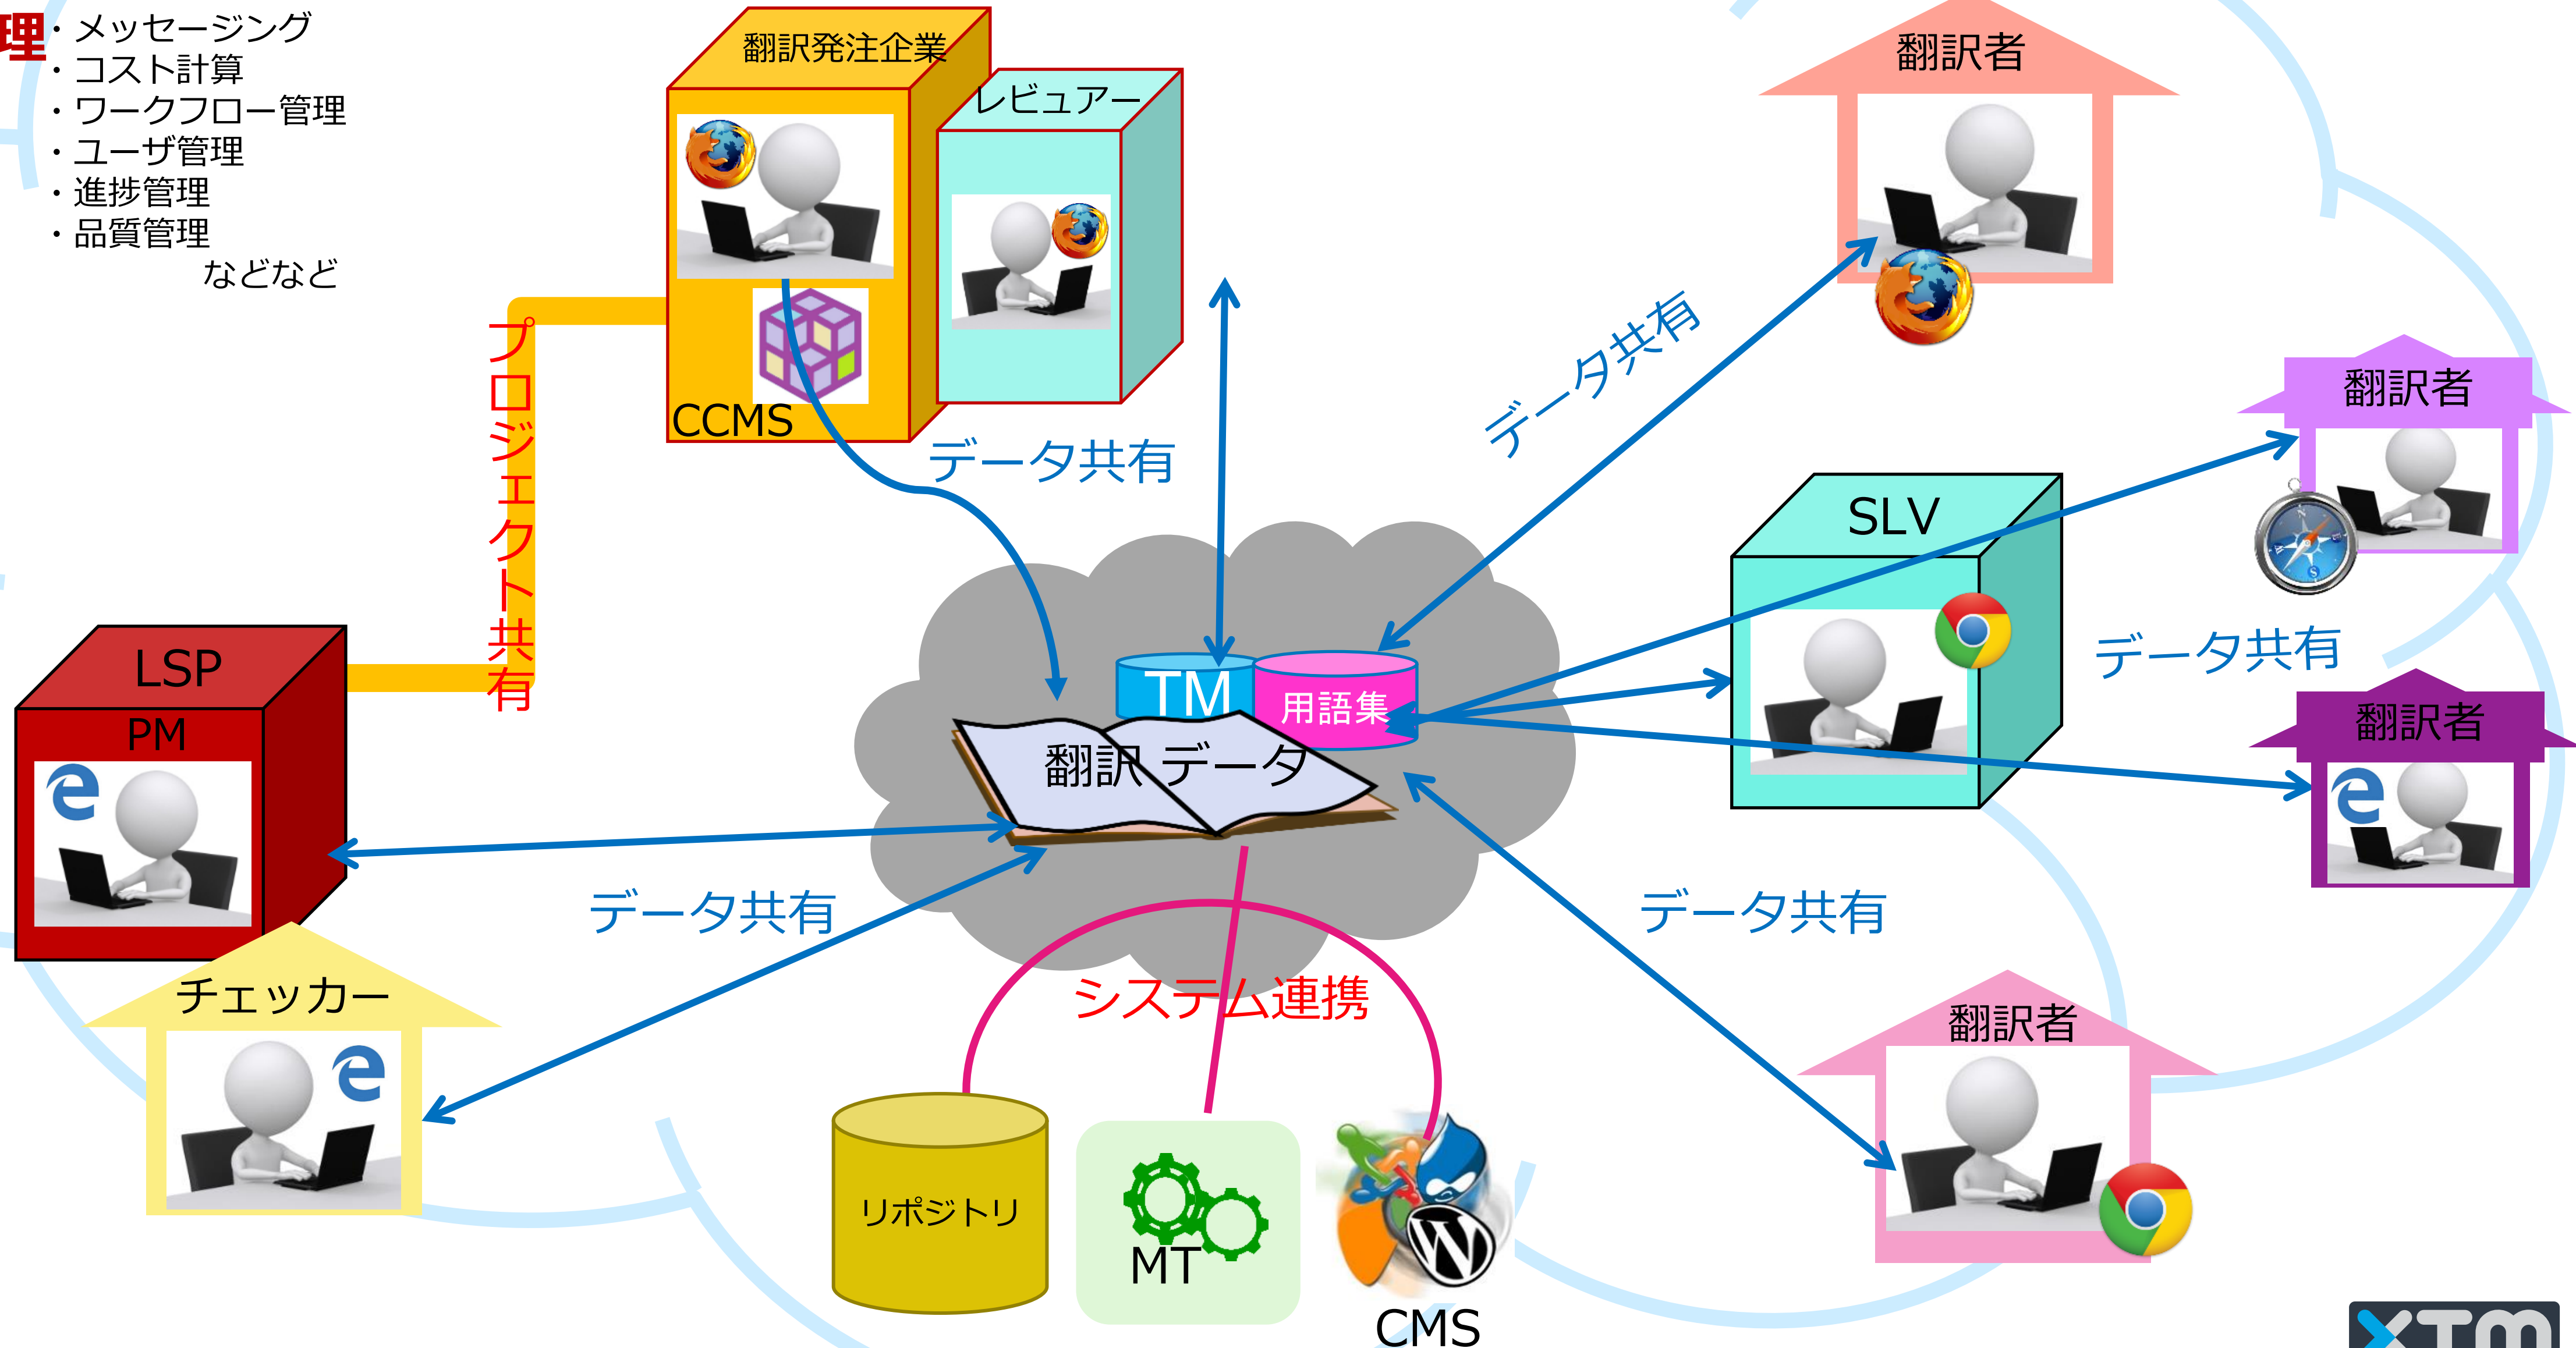 理
・メッセージング
・コスト計算
・ワークフロー管理
・ユーザ管理
・進捗管理
・品質管理
などなど
翻訳発注企業
レビュアー
CCMS
翻訳者
翻訳者
SLV
翻訳者
翻訳者
プロジェクト共有
データ共有
データ共有
データ共有
データ共有
データ共有
LSP
PM
チェッカー
TM
用語集
翻訳 データ
システム連携
リポジトリ
MT
CMS
XTM